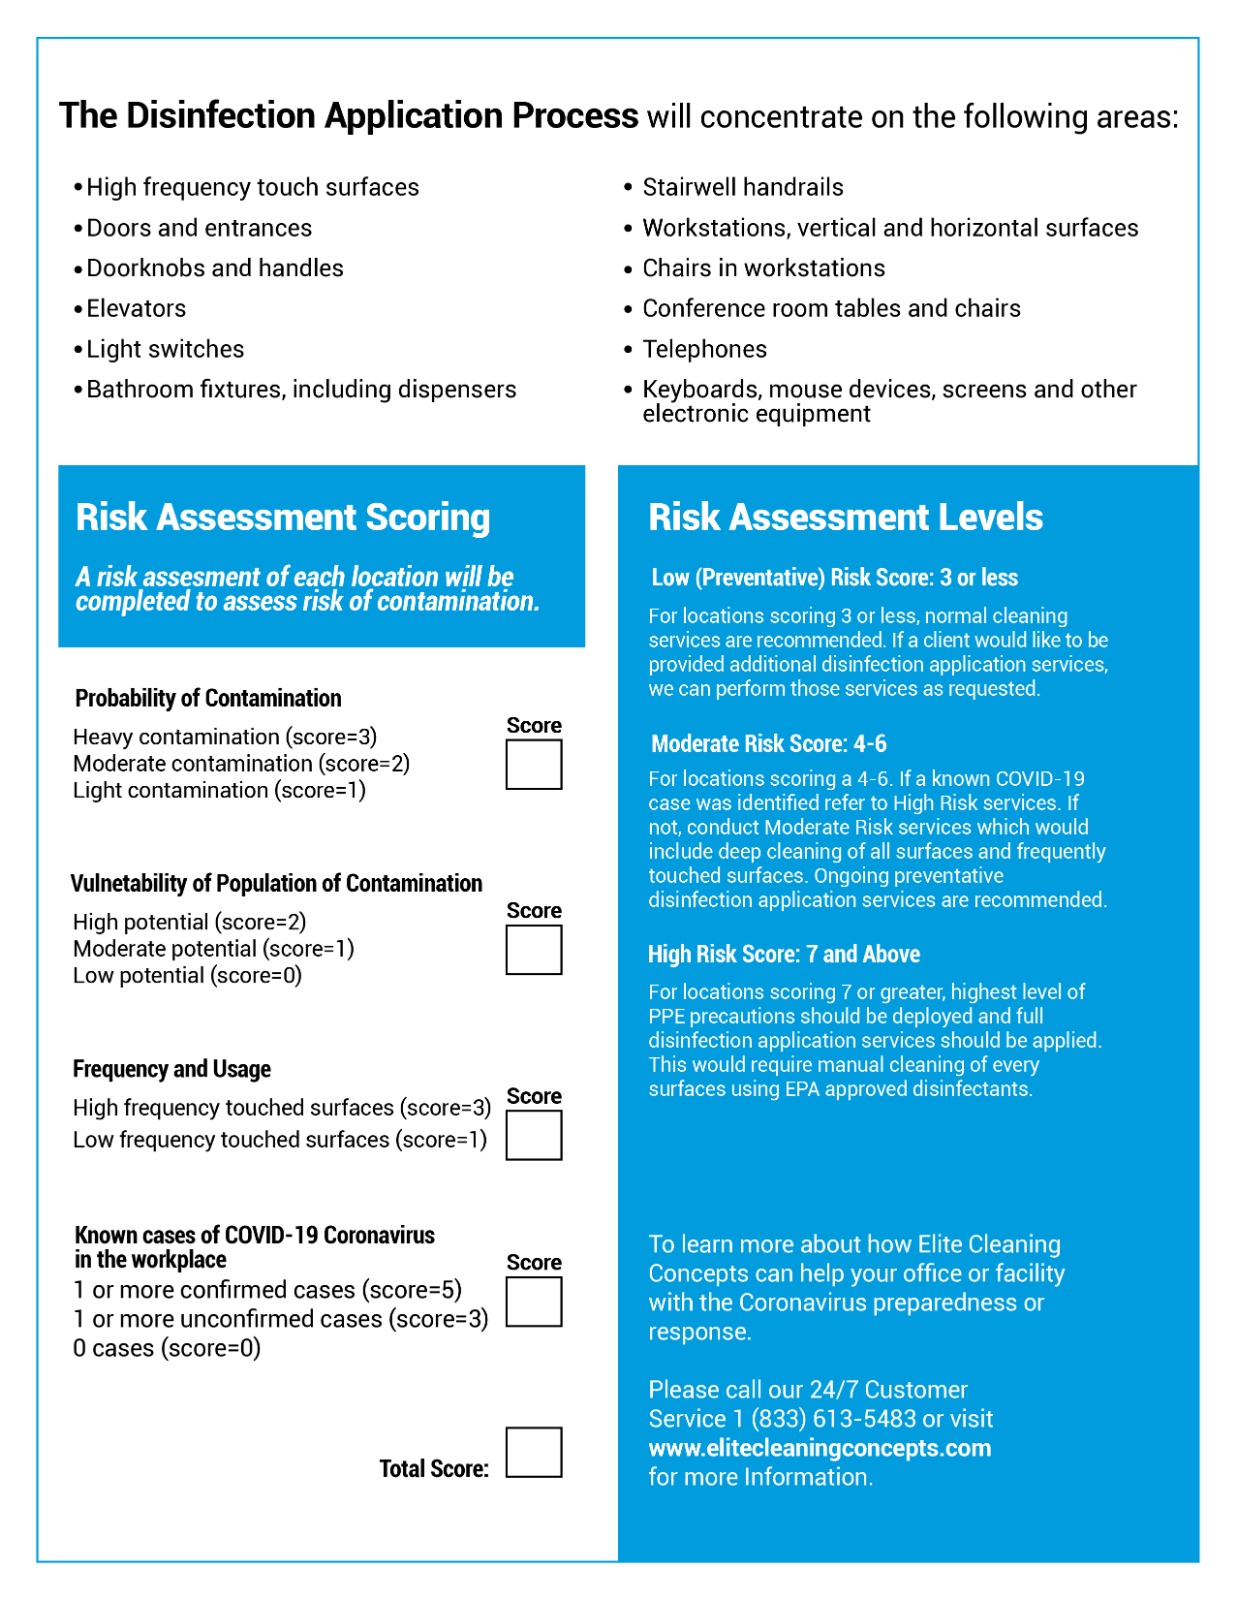 The Disinfection Application Process will concentrate on the following areas:
• High frequency touch surfaces
• Doors and entrances
• Doorknobs and handles
• Elevators
• Light switches
• Bathroom fixtures, including dispensers
• Stairwell handrails
• Workstations, vertical and horizontal surfaces
• Chairs in workstations
• Conference room tables and chairs
• Telephones
• Keyboards, mouse devices, screens and other
electronic equipment
Risk Assessment Scoring
A risk assesment of each location will be
completed to assess risk of contamination.
Probability of Contamination
Score
Heavy contamination (score=3)
Moderate contamination (score=2)
Light contamination (score=1)
Vulnetability of Population of Contamination
Score
High potential (score=2)
Moderate potential (score=1)
Low potential (score=0)
Frequency and Usage
Score
High frequency touched surfaces (score=3)
Low frequency touched surfaces (score=1)
Known cases of COVID-19 Coronavirus
in the workplace
Score
1 or more confirmed cases (score=5)
1 or more unconfirmed cases (score=3)
0 cases (score=0)
Total Score:
Risk Assessment Levels
Low (Preventative) Risk Score: 3 or less
For locations scoring 3 or less, normal cleaning
services are recommended. If a client would like to be
provided additional disinfection application services,
we can perform those services as requested.
Moderate Risk Score: 4-6
For locations scoring a 4-6. If a known COVID-19
case was identified refer to High Risk services. If
not, conduct Moderate Risk services which would
include deep cleaning of all surfaces and frequently
touched surfaces. Ongoing preventative
disinfection application services are recommended.
High Risk Score: 7 and Above
For locations scoring 7 or greater, highest level of
PPE precautions should be deployed and full
disinfection application services should be applied.
This would require manual cleaning of every
surfaces using EPA approved disinfectants.
To learn more about how Elite Cleaning
Concepts can help your office or facility
with the Coronavirus preparedness or
response.
Please call our 24/7 Customer
Service 1 (833) 613-5483 or visit
www.elitecleaningconcepts.com
for more Information.